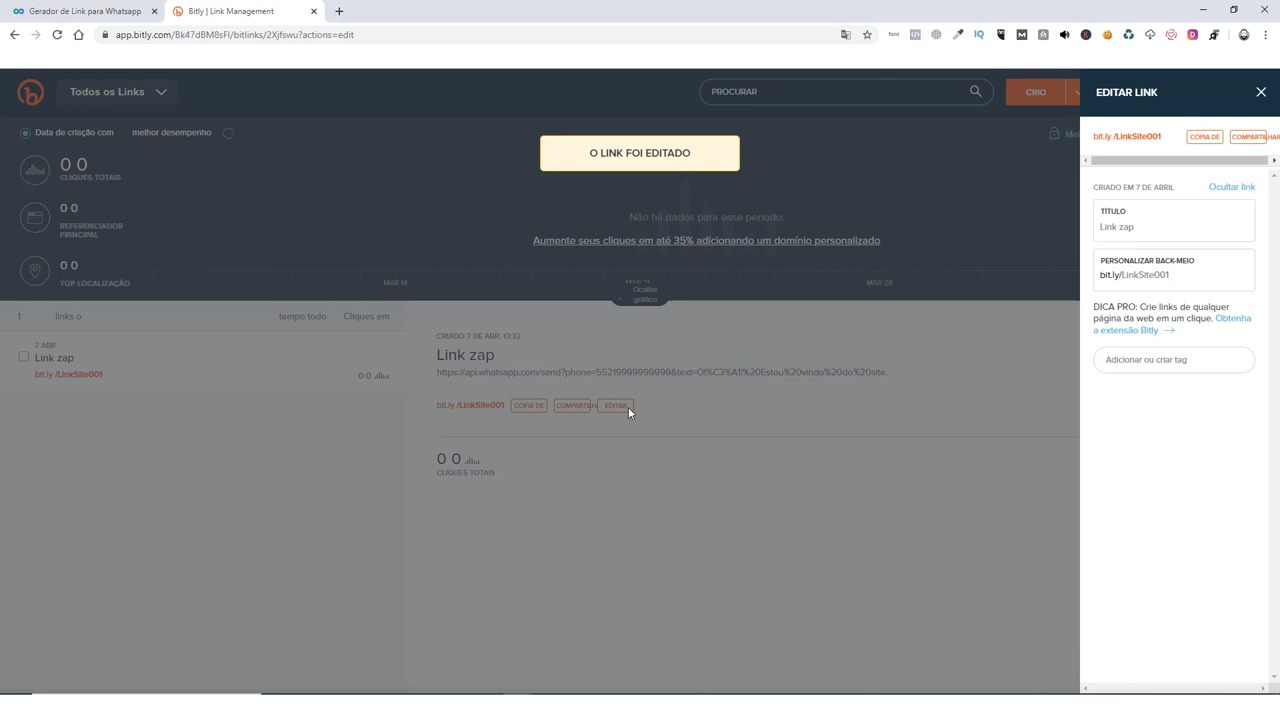 Gerador de Link para Whatsapp
Bitly | Link Management
app.bitly.com/Bk47dBM8sFl/bitlinks/2Xjfswu?actions=edit
Todos os Links
PROCURAR
CRIO
EDITAR LINK
Data de criação com
melhor desempenho
Mel
0 0
CLIQUES TOTAIS
0 0
REFERENCIADOR
PRINCIPAL
0 0
TOP LOCALIZAÇÃO
O LINK FOI EDITADO
Não há dados para esse período.
Aumente seus cliques em até 35% adicionando um domínio personalizado
MAR 14
MAR 21
MAR 28
Ocultar
gráfico
bit.ly /LinkSite001
CÓPIA DE
COMPARTILHAR
CRIADO EM 7 DE ABRIL
Ocultar link
TÍTULO
Link zap
PERSONALIZAR BACK-MEIO
bit.ly/LinkSite001
DICA PRO: Crie links de qualquer
página da web em um clique. Obtenha
a extensão Bitly →
Adicionar ou criar tag
1
links o
tempo todo
Cliques em
7 ABR
Link zap
bit.ly /LinkSite001
0 0
CRIADO 7 DE ABR, 13:22
Link zap
https://api.whatsapp.com/send?phone=55219999999999&text=Ol%C3%A1!%20Estou%20vindo%20do%20site.
bit.ly /LinkSite001
CÓPIA DE
COMPARTILH
EDITAR
0 0
CLIQUES TOTAIS